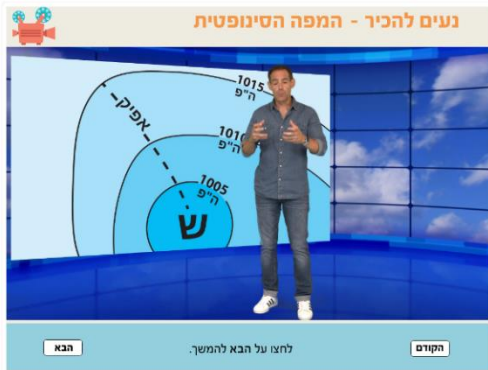 נעים להכיר - המפה הסינופטית
1015
ה"פ
אפיק
1010
ה"פ
1005
ה"פ
ש
הקודם
לחצו על הבא להמשך.
הבא